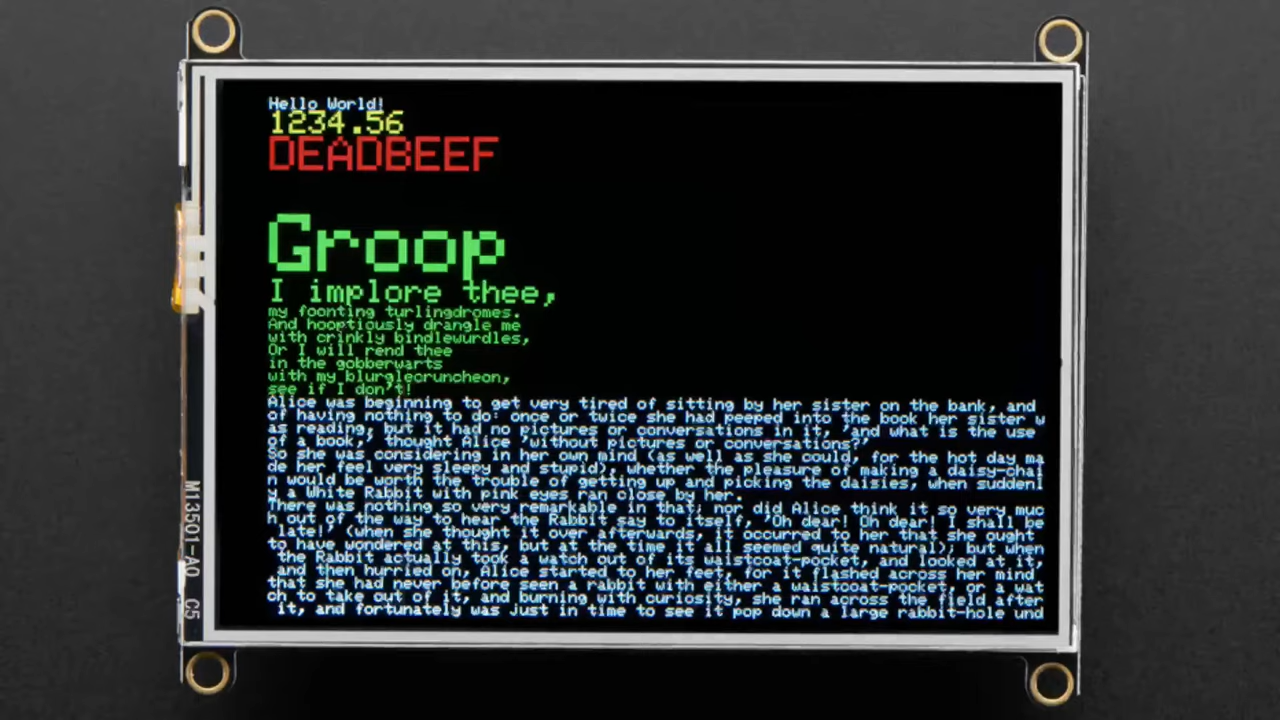 Hello World!
1234.56
DEADBEEF
Groop
I implore thee,
my foonting turlingdromes.
And hooptiously drangle me
with crinkly bindlewurdles,
Or I will rend thee
in the gobberwarts
with my blurglecruncheon,
see if I don't!
Alice was beginning to get very tired of sitting by her sister on the bank, and
of having nothing to do: once or twice she had peeped into the book her sister w
as reading, but it had no pictures or conversations in it, 'and what is the use
of a book,' thought Alice 'without pictures or conversations?'
So she was considering in her own mind (as well as she could, for the hot day ma
de her feel very sleepy and stupid), whether the pleasure of making a daisy-chai
n would be worth the trouble of getting up and picking the daisies, when suddenl
y a White Rabbit with pink eyes ran close by her.
There was nothing so very remarkable in that; nor did Alice think it so very muc
h out of the way to hear the Rabbit say to itself, 'Oh dear! Oh dear! I shall be
late!' (when she thought it over afterwards, it occurred to her that she ought
to have wondered at this, but at the time it all seemed quite natural); but when
the Rabbit actually took a watch out of its waistcoat-pocket, and looked at it,
and then hurried on, Alice started to her feet, for it flashed across her mind
that she had never before seen a rabbit with either a waistcoat-pocket, or a wat
ch to take out of it, and burning with curiosity, she ran across the field after
it, and fortunately was just in time to see it pop down a large rabbit-hole und
M13501-A0 C5